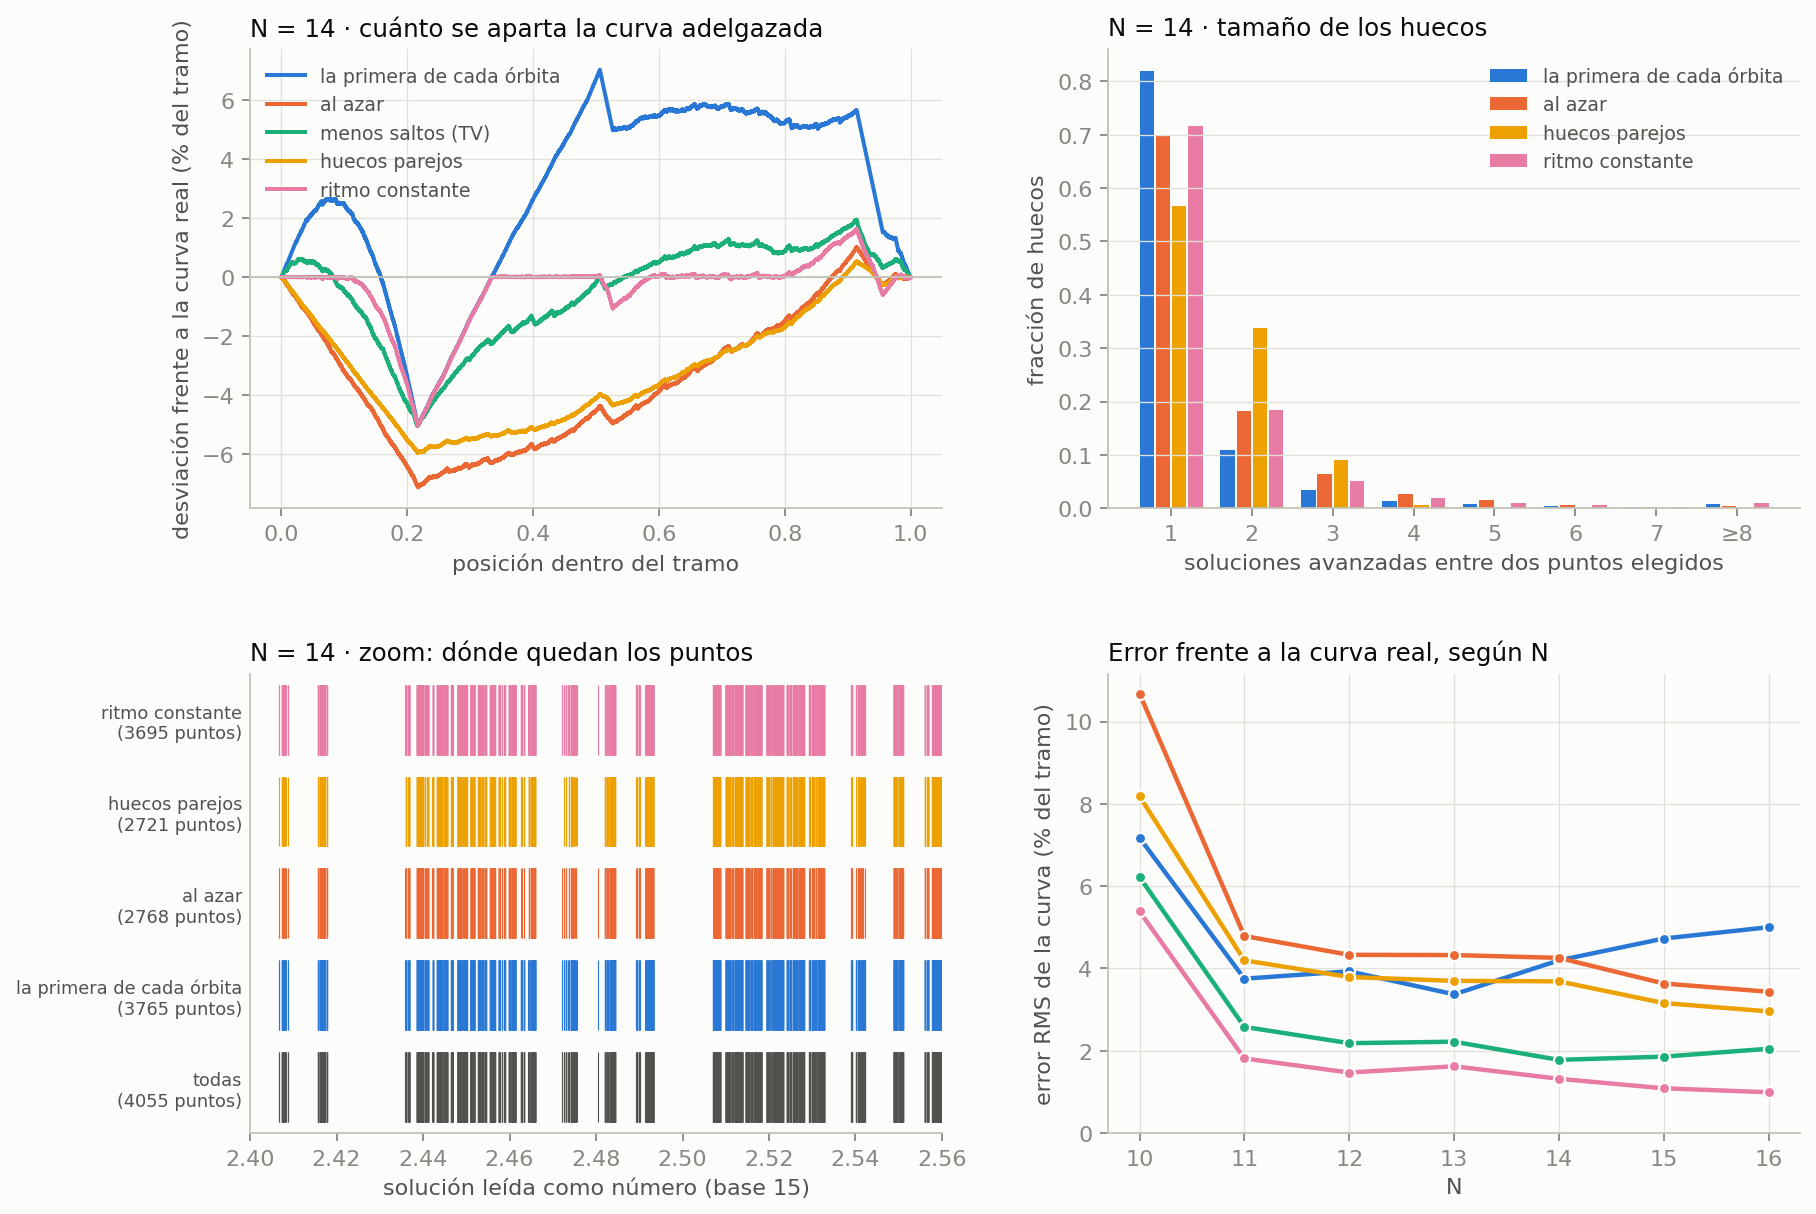 N = 14 · cuánto se aparta la curva adelgazada
desviación frente a la curva real (% del tramo)
6
4
2
0
−2
−4
−6
la primera de cada órbita
al azar
menos saltos (TV)
huecos parejos
ritmo constante
0.0 0.2 0.4 0.6 0.8 1.0
posición dentro del tramo
N = 14 · tamaño de los huecos
fracción de huecos
0.8
0.7
0.6
0.5
0.4
0.3
0.2
0.1
0.0
la primera de cada órbita
al azar
huecos parejos
ritmo constante
1 2 3 4 5 6 7 ≥8
soluciones avanzadas entre dos puntos elegidos
N = 14 · zoom: dónde quedan los puntos
ritmo constante
(3695 puntos)
huecos parejos
(2721 puntos)
al azar
(2768 puntos)
la primera de cada órbita
(3765 puntos)
todas
(4055 puntos)
2.40 2.42 2.44 2.46 2.48 2.50 2.52 2.54 2.56
solución leída como número (base 15)
Error frente a la curva real, según N
error RMS de la curva (% del tramo)
10
8
6
4
2
0
10 11 12 13 14 15 16
N